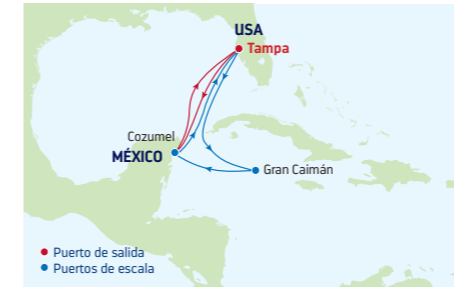 USA
Tampa
Cozumel
MÉXICO
Gran Caimán
Puerto de salida
Puertos de escala